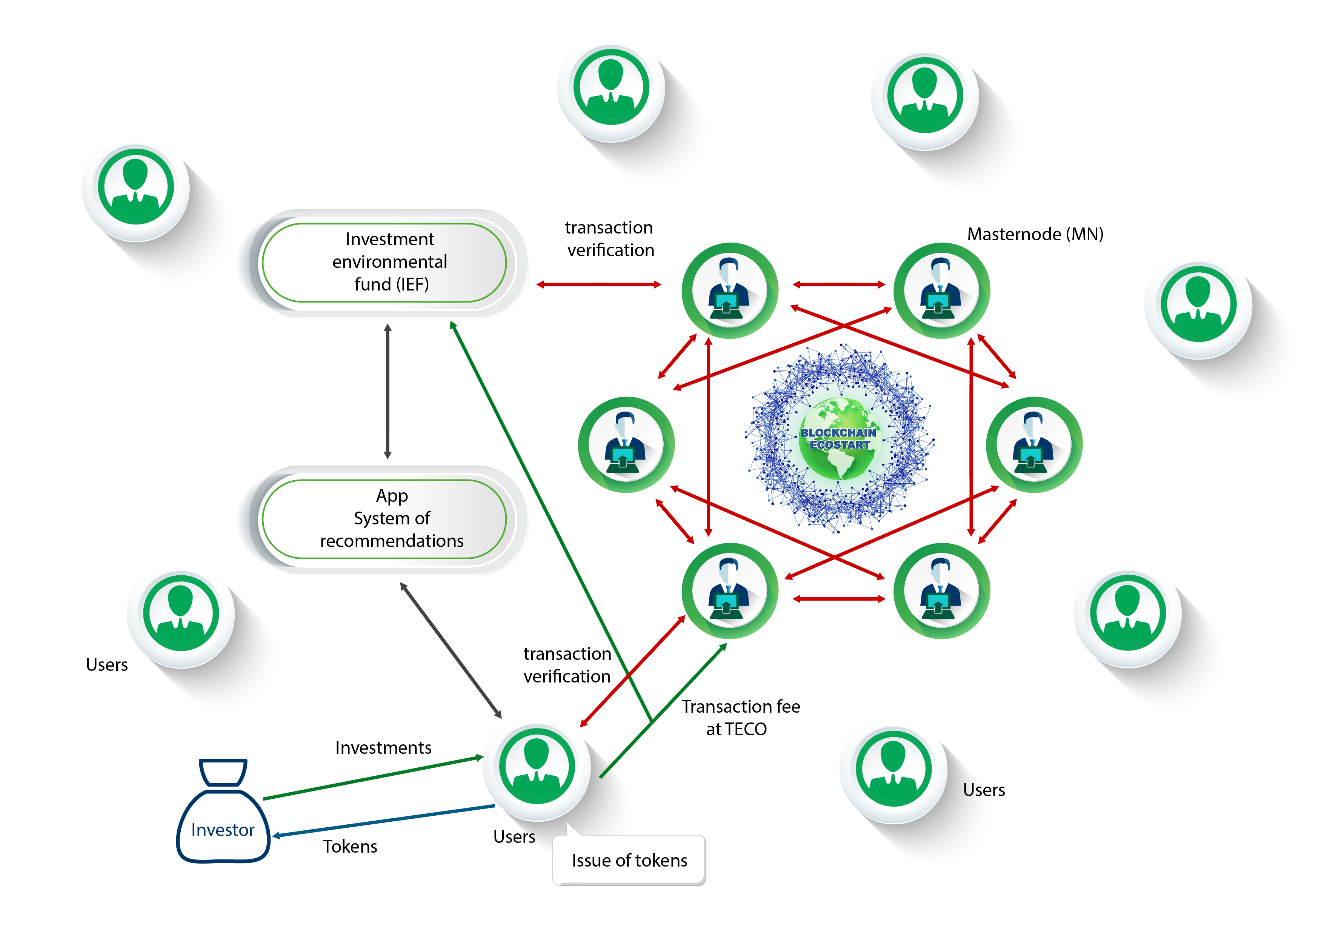 transaction
verification
Masternode (MN)
Investment
environmental
fund (IEF)
BLOCKCHAIN
ECOSTART
App
System of
recommendations
Users
transaction
verification
Transaction fee
at TECO
Investments
Investor
Tokens
Users
Issue of tokens
Users